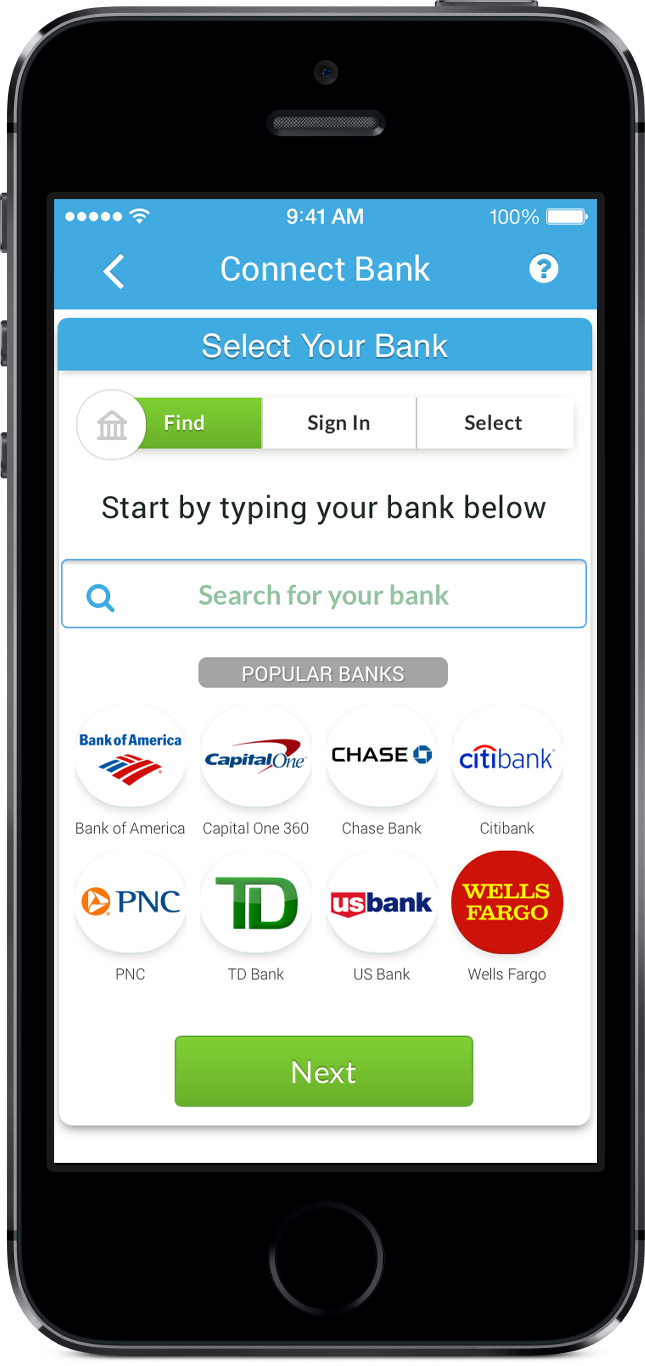 9:41 AM 100%
Connect Bank ?
Select Your Bank
Find Sign In Select
Start by typing your bank below
Search for your bank
POPULAR BANKS
Bank of America Capital One CHASE citibank
Bank of America Capital One 360 Chase Bank Citibank
PNC TD usbank WELLS
FARGO
PNC TD Bank US Bank Wells Fargo
Next